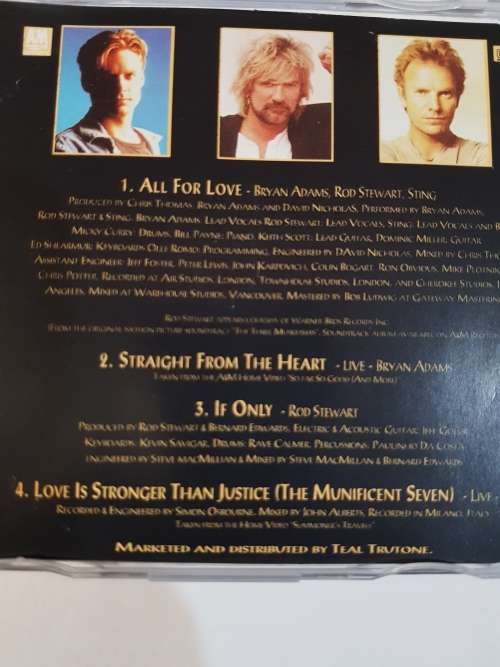 A&M
1. ALL FOR LOVE - BRYAN ADAMS, ROD STEWART, STING
PRODUCED BY CHRIS THOMAS, BRYAN ADAMS AND DAVID NICHOLAS, PERFORMED BY BRYAN ADAMS,
ROD STEWART & STING. BRYAN ADAMS: LEAD VOCALS ROD STEWART: LEAD VOCALS, STING: LEAD VOCALS AND B
MICKY CURRY: DRUMS, BILL PAYNE: PIANO, KEITH SCOTT: LEAD GUITAR, DOMINIC MILLER: GUITAR
ED SHEARMUR: KEYBOARDS OLLE ROMO: PROGRAMMING, ENGINEERED BY DAVID NICHOLAS, MIXED BY CHRIS THO
ASSISTANT ENGINEER: JEFF FOSTER, PETER LEWIS, JOHN KARPOVICH, COLIN BOGART, RON OBVIOUS, MIKE PLOTENI
CHRIS PFEIFER, RECORDED AT AIR STUDIOS, LONDON, TOWNHOUSE STUDIOS, LONDON, AND CHEROKEE STUDIOS,
ANGELES. MIXED AT WAREHOUSE STUDIOS, VANCOUVER. MASTERED BY BOB LUDWIG AT GATEWAY MASTERI
ROD STEWART APPEARS COURTESY OF WARNER BROS RECORDS INC
(FROM THE ORIGINAL MOTION PICTURE SOUNDTRACK "THE THREE MUSKETEERS", SOUNDTRACK ALBUM AVAILABLE ON A&M
2. STRAIGHT FROM THE HEART - LIVE - BRYAN ADAMS
TAKEN FROM THE A&M HOME VIDEO "SO FAR SO GOOD (AND MORE)
3. IF ONLY - ROD STEWART
PRODUCED BY ROD STEWART & BERNARD EDWARDS, ELECTRIC & ACOUSTIC GUITAR: JEFF GOLUB
KEYBOARDS: KEVIN SAVIGAR, DRUMS: RAVE CALMER, PERCUSSIONS: PAULINHO DA COSTA
ENGINEERED BY STEVE MACMILLIAN & MIXED BY STEVE MACMILLAN & BERNARD EDWARDS
4. LOVE IS STRONGER THAN JUSTICE (THE MUNIFICENT SEVEN) - LIVE
RECORDED & ENGINEERED BY SIMON OSBOURNE, MIXED BY JOHN ALBERTS, RECORDED IN MILANO, ITALY
TAKEN FROM THE HOME VIDEO "SUMMONER'S TRAVELS"
MARKETED AND DISTRIBUTED BY TEAL TRUTONE.